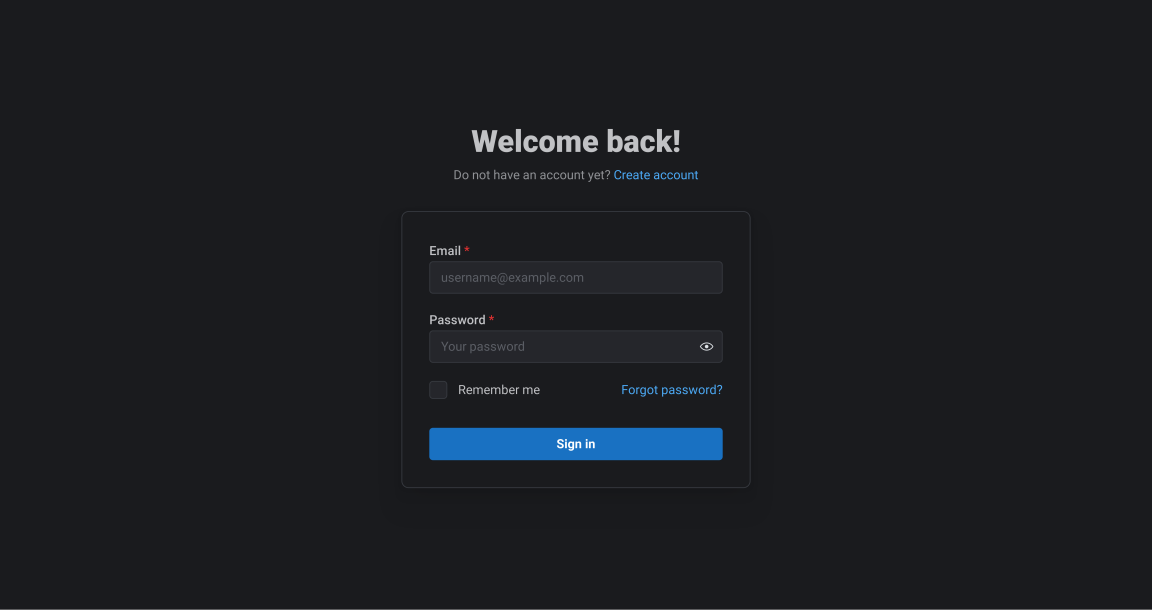 Welcome back!
Do not have an account yet? Create account
Email *
username@example.com
Password *
Your password
Remember me Forgot password?
Sign in